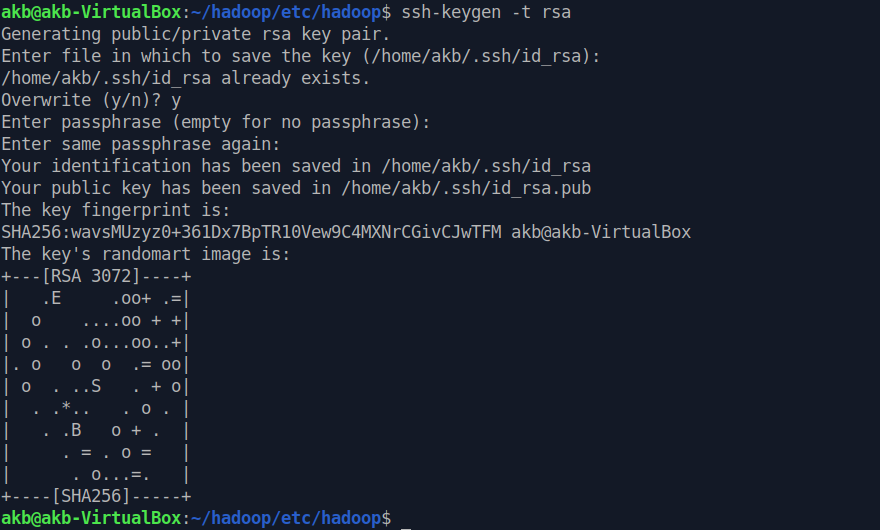 akb@akb-VirtualBox:~/hadoop/etc/hadoop$ ssh-keygen -t rsa
Generating public/private rsa key pair.
Enter file in which to save the key (/home/akb/.ssh/id_rsa):
/home/akb/.ssh/id_rsa already exists.
Overwrite (y/n)? y
Enter passphrase (empty for no passphrase):
Enter same passphrase again:
Your identification has been saved in /home/akb/.ssh/id_rsa
Your public key has been saved in /home/akb/.ssh/id_rsa.pub
The key fingerprint is:
SHA256:wavsMUzyz0+361Dx7BpTR10Vew9C4MXNrCGivCJwTFM akb@akb-VirtualBox
The key's randomart image is:
+---[RSA 3072]----+
|   .E     .oo+ .=|
|  o    ....oo + +|
| o . . .o...oo..+|
|. o   o  o  .= oo|
| o  . ..S   . + o|
|  . .*..   . o . |
|   . .B   o + .  |
|     . = . o =   |
|      . o...=.   |
+----[SHA256]-----+
akb@akb-VirtualBox:~/hadoop/etc/hadoop$